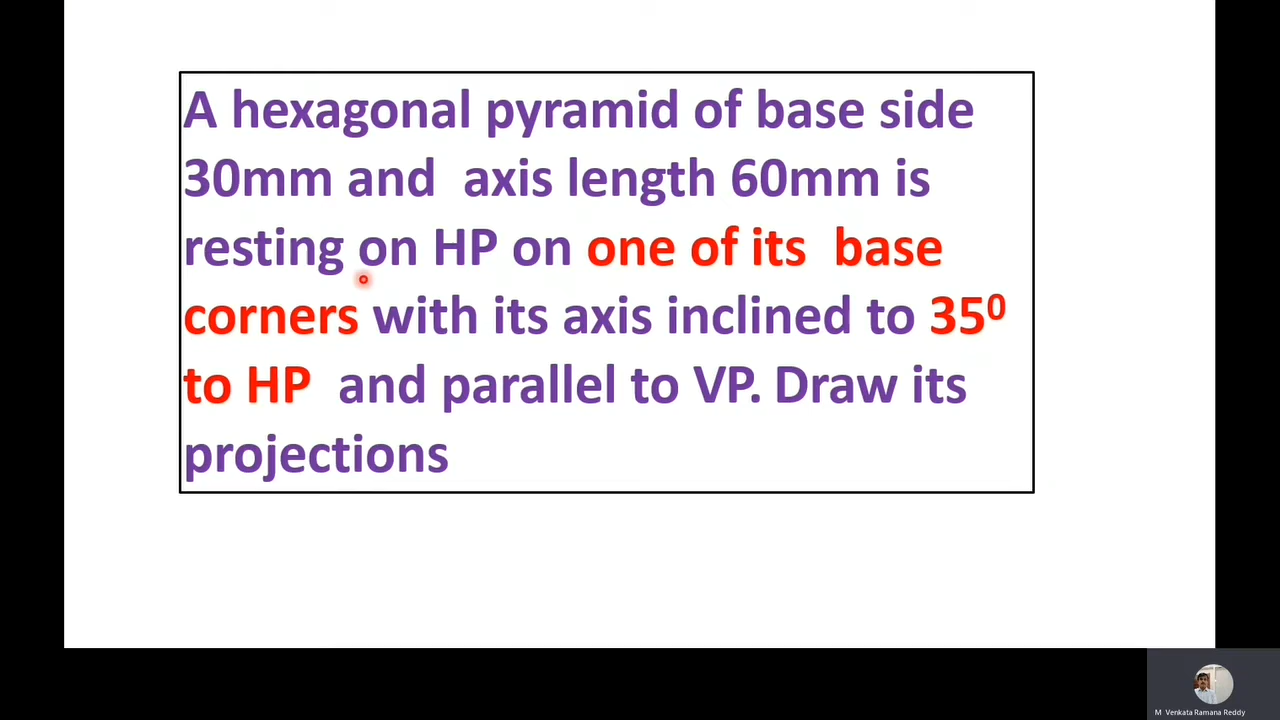 A hexagonal pyramid of base side
30mm and axis length 60mm is
resting on HP on one of its base
corners with its axis inclined to 35⁰
to HP and parallel to VP. Draw its
projections
M Venkata Ramana Reddy